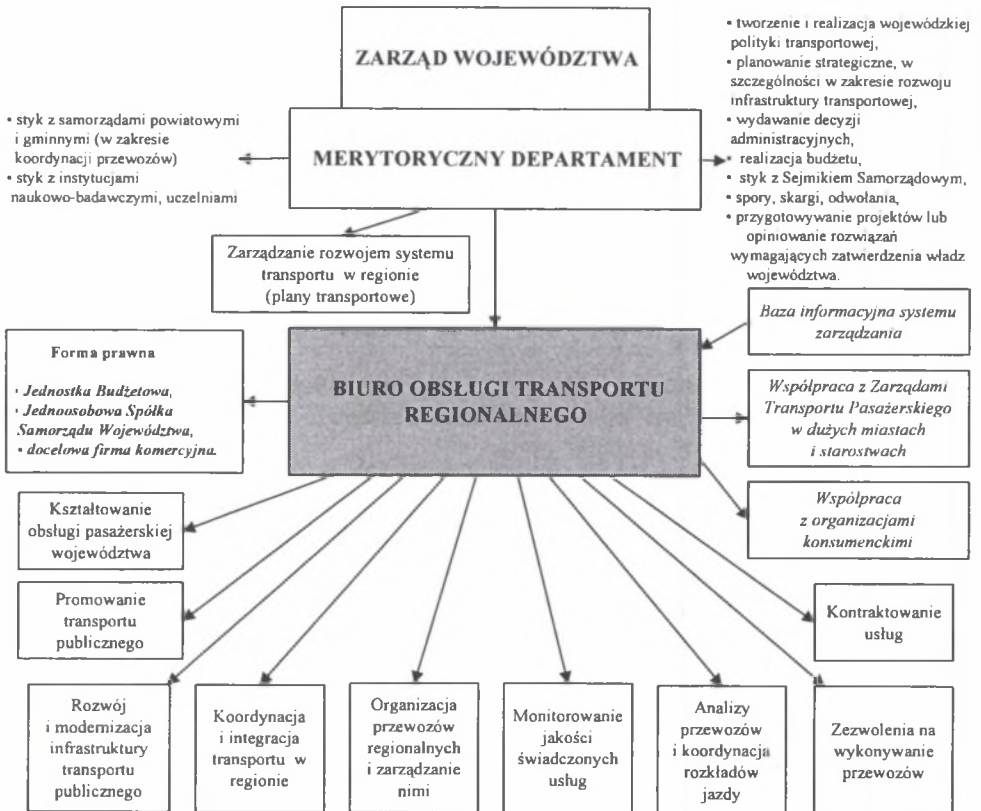 ZARZĄD WOJEWÓDZTWA
MERYTORYCZNY DEPARTAMENT
• styk z samorządami powiatowymi
i gminnymi (w zakresie
koordynacji przewozów)
• styk z instytucjami
naukowo-badawczymi, uczelniami
• tworzenie i realizacja wojewódzkiej
polityki transportowej,
• planowanie strategiczne, w
szczególności w zakresie rozwoju
infrastruktury transportowej,
• wydawanie decyzji
administracyjnych,
• realizacja budżetu,
• styk z Sejmikiem Samorządowym,
• spory, skargi, odwołania,
• przygotowywanie projektów lub
opiniowanie rozwiązań
wymagających zatwierdzenia władz
województwa.
Zarządzanie rozwojem systemu
transportu w regionie
(plany transportowe)
Baza informacyjna systemu
zarządzania
Forma prawna
• Jednostka Budżetowa,
• Jednoosobowa Spółka
Samorządu Województwa,
• docelowa firma komercyjna.
BIURO OBSŁUGI TRANSPORTU
REGIONALNEGO
Współpraca z Zarządami
Transportu Pasażerskiego
w dużych miastach
i starostwach
Współpraca
z organizacjami
konsumenckimi
Kształtowanie
obsługi pasażerskiej
województwa
Promowanie
transportu
publicznego
Kontraktowanie
usług
Rozwój
i modernizacja
infrastruktury
transportu
publicznego
Koordynacja
i integracja
transportu w
regionie
Organizacja
przewozów
regionalnych
i zarządzanie
nimi
Monitorowanie
jakości
świadczonych
usług
Analizy
przewozów
i koordynacja
rozkładów
jazdy
Zezwolenia na
wykonywanie
przewozów